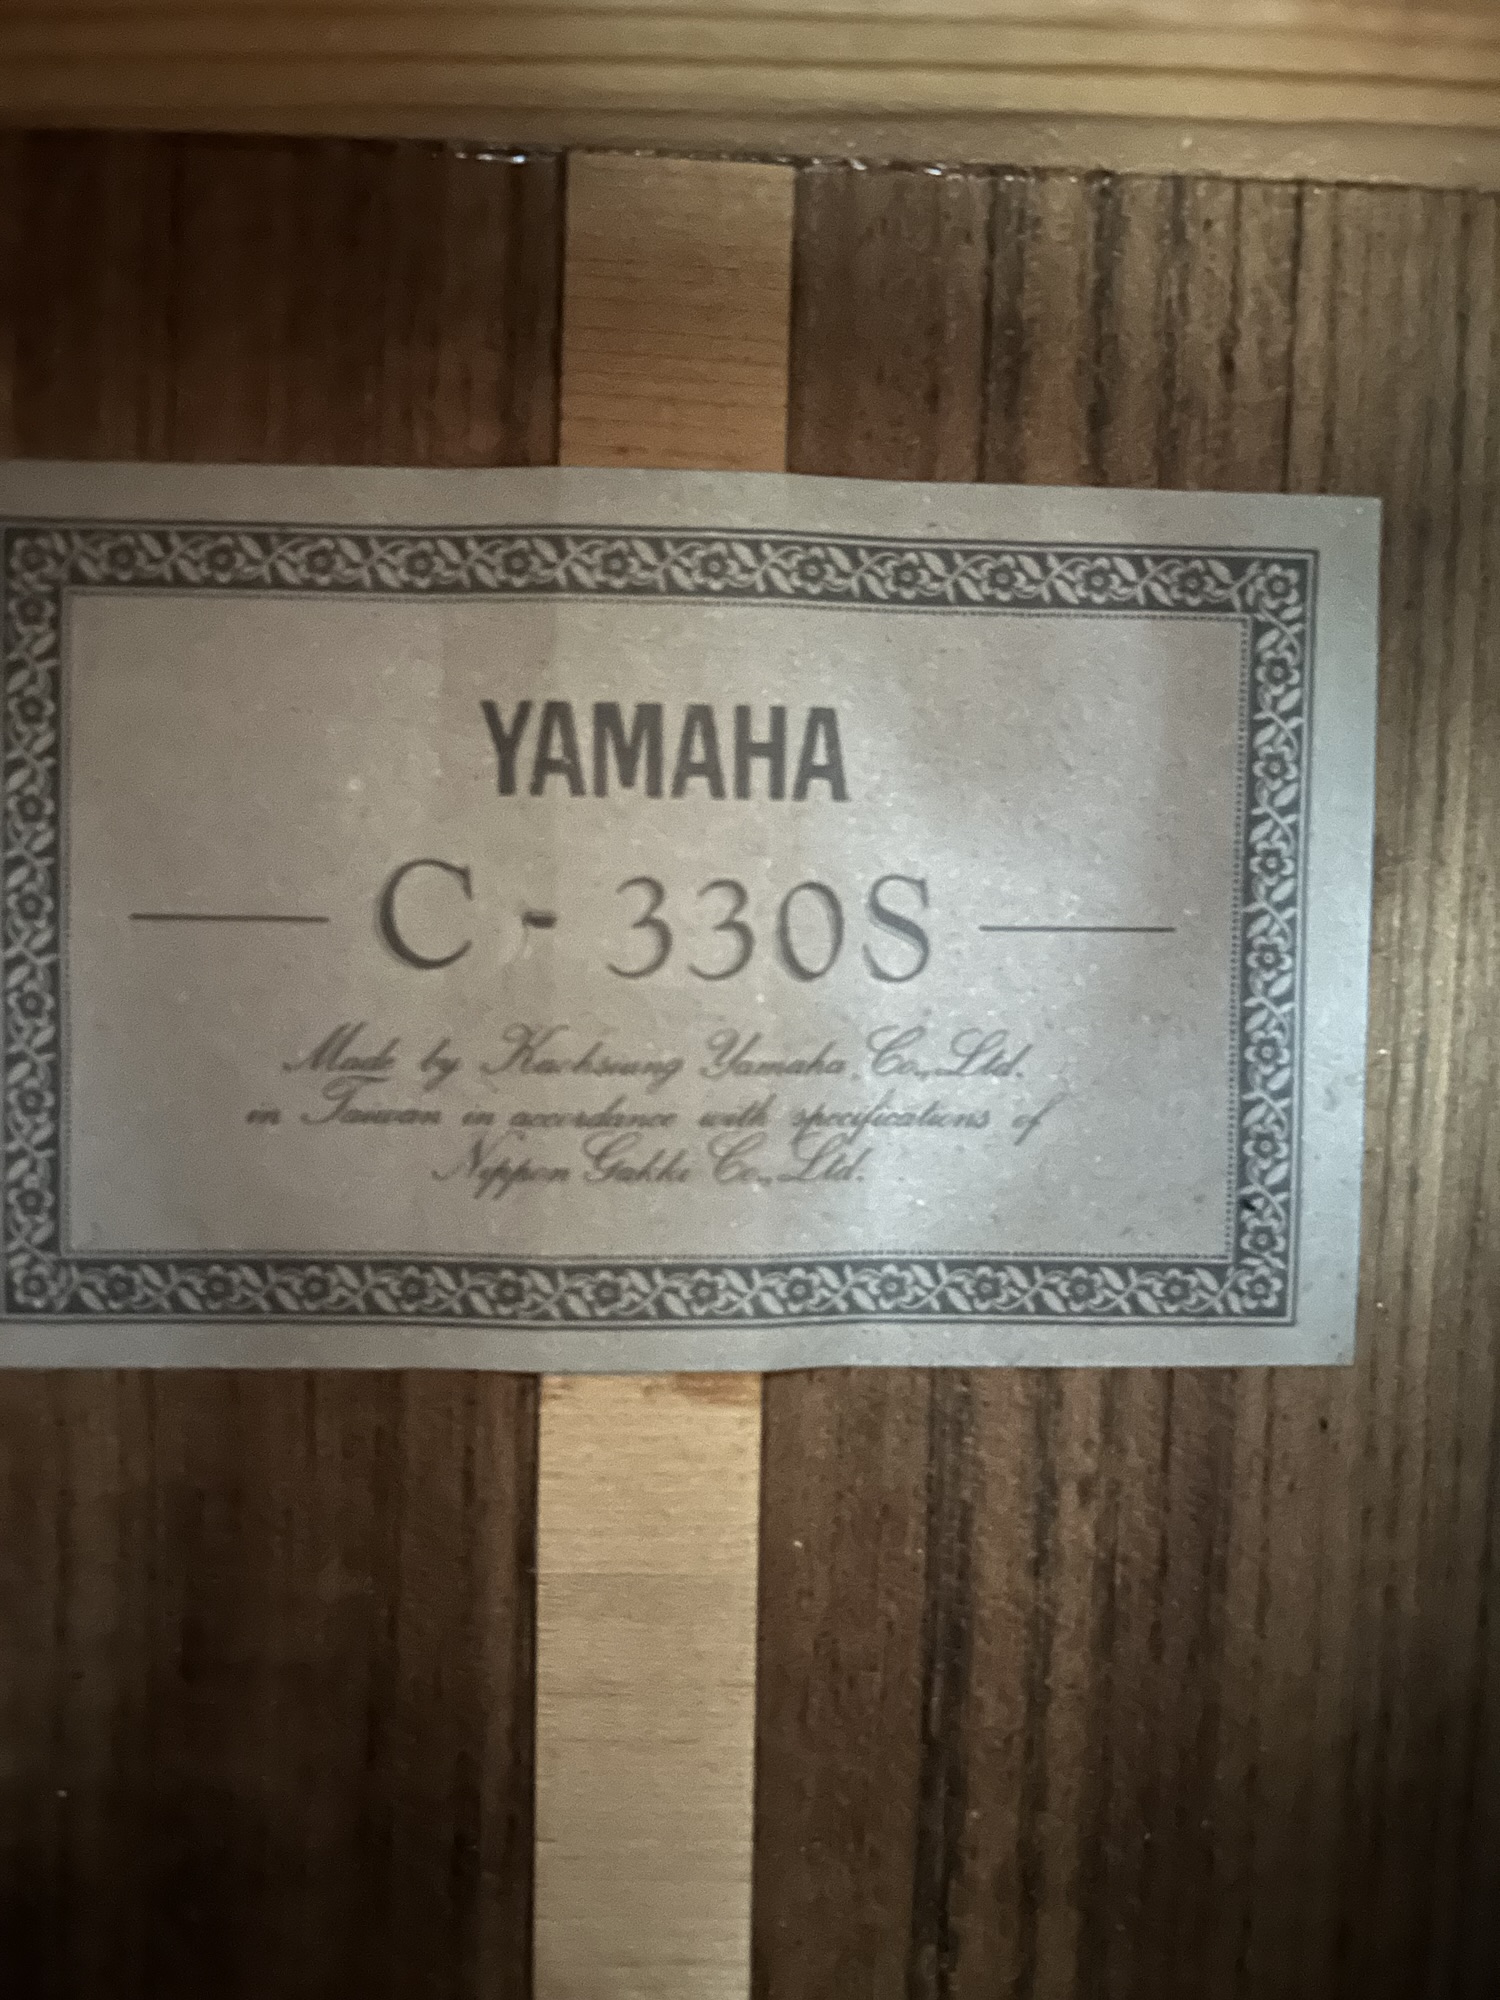 YAMAHA
C - 330S
Made by Kaohsiung Yamaha Co., Ltd.
in Taiwan in accordance with specifications of
Nippon Gakki Co., Ltd.